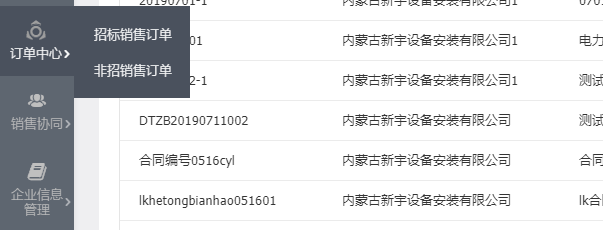 订单中心
招标销售订单
非招销售订单
销售协同
企业信息
管理
内蒙古新宇设备安装有限公司1
01
内蒙古新宇设备安装有限公司1
电力
2-1
内蒙古新宇设备安装有限公司1
测试
DTZB20190711002
内蒙古新宇设备安装有限公司
测试
合同编号0516cyl
内蒙古新宇设备安装有限公司
合同
lkhetongbianhao051601
内蒙古新宇设备安装有限公司
lk合